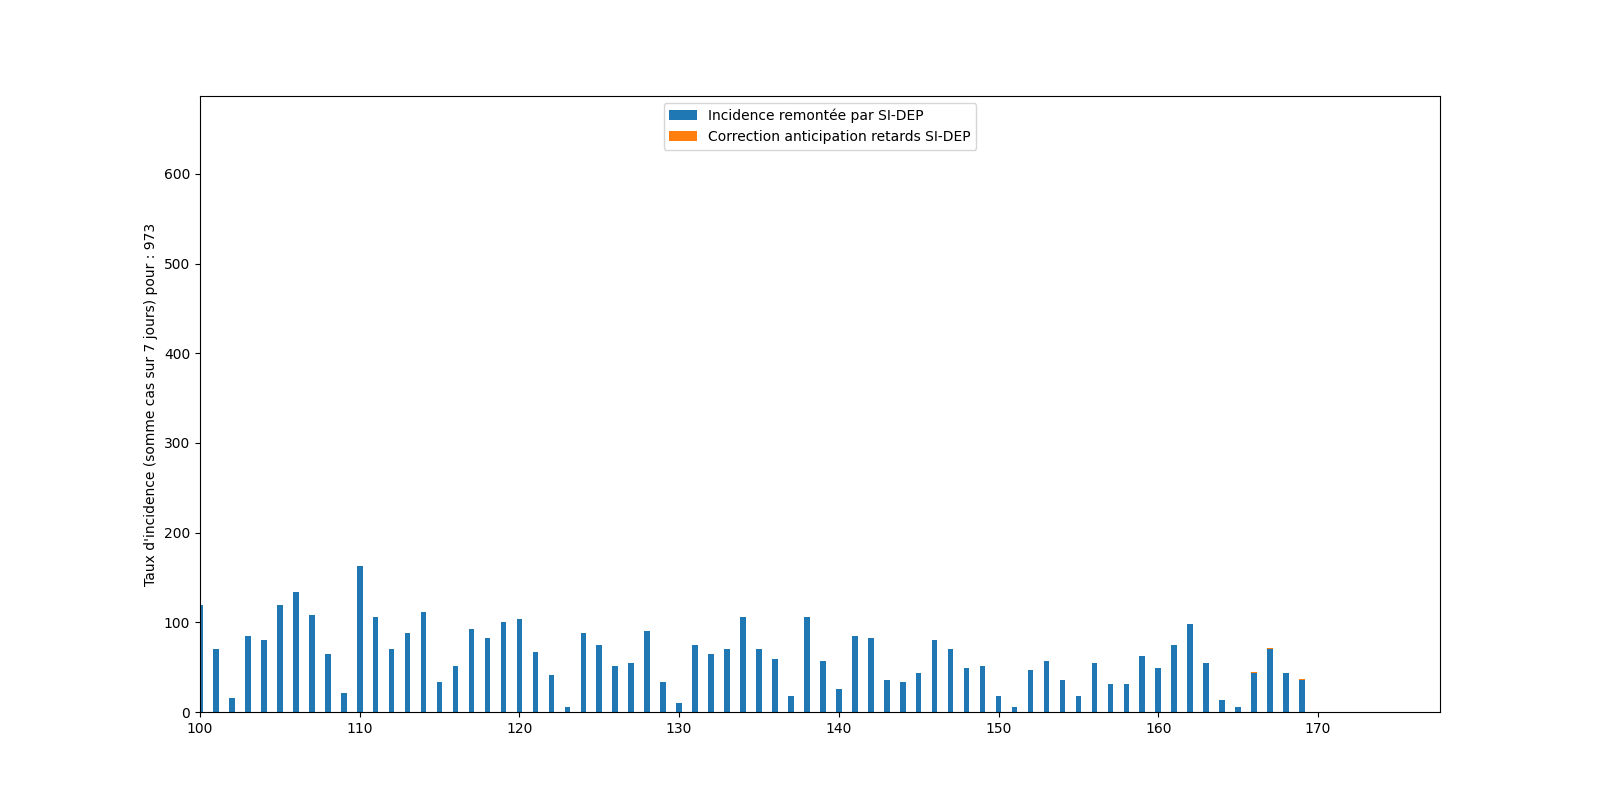 Incidence remontée par SI-DEP
Correction anticipation retards SI-DEP
Taux d'incidence (somme cas sur 7 jours) pour : 973
600
500
400
300
200
100
0
100 110 120 130 140 150 160 170